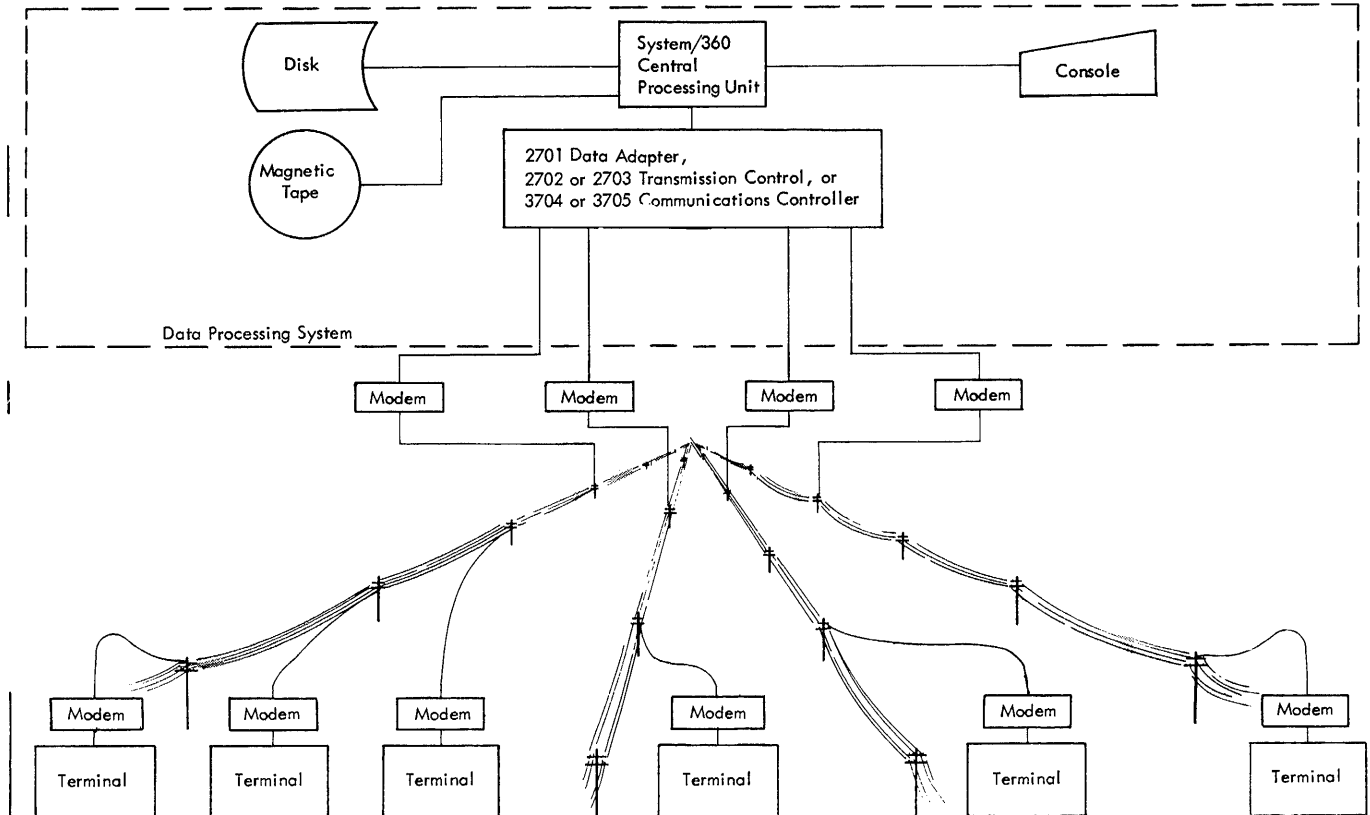 Disk
System/360
Central
Processing Unit
Console
Magnetic
Tape
2701 Data Adapter,
2702 or 2703 Transmission Control, or
3704 or 3705 Communications Controller
Data Processing System
Modem
Modem
Modem
Modem
Modem
Modem
Modem
Modem
Modem
Modem
Terminal
Terminal
Terminal
Terminal
Terminal
Terminal